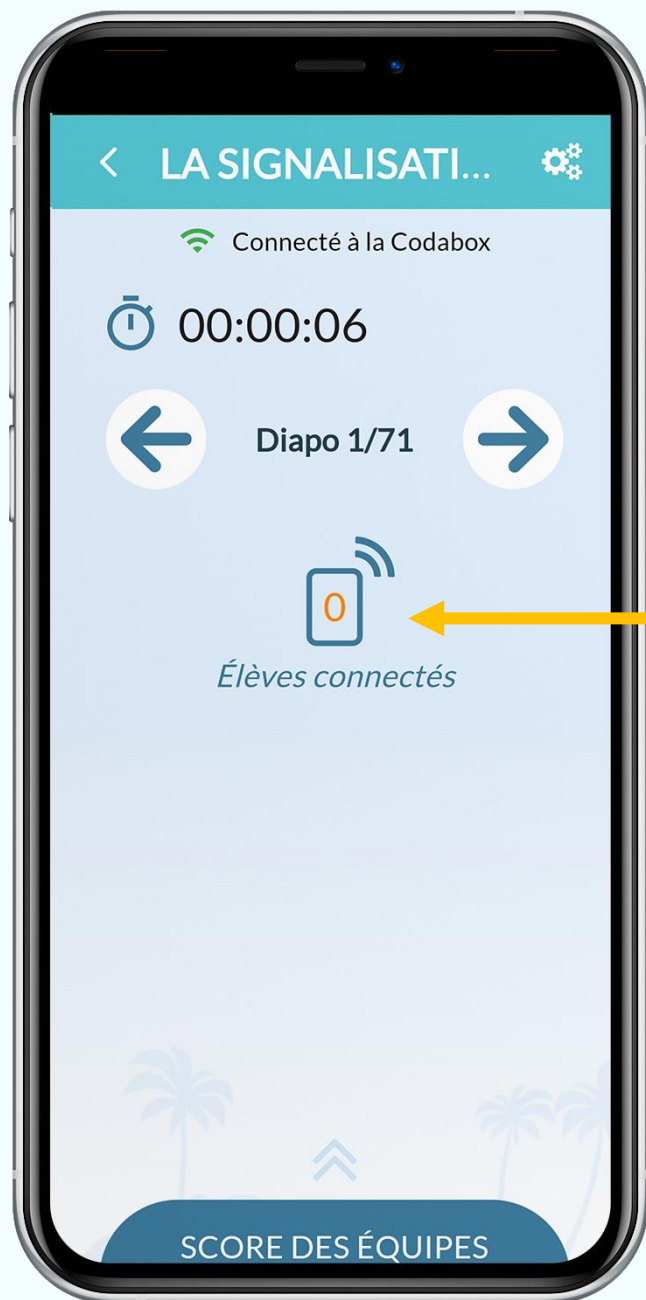 LA SIGNALISATI...
Connecté à la Codabox
00:00:06
Diapo 1/71
0
Élèves connectés
SCORE DES ÉQUIPES